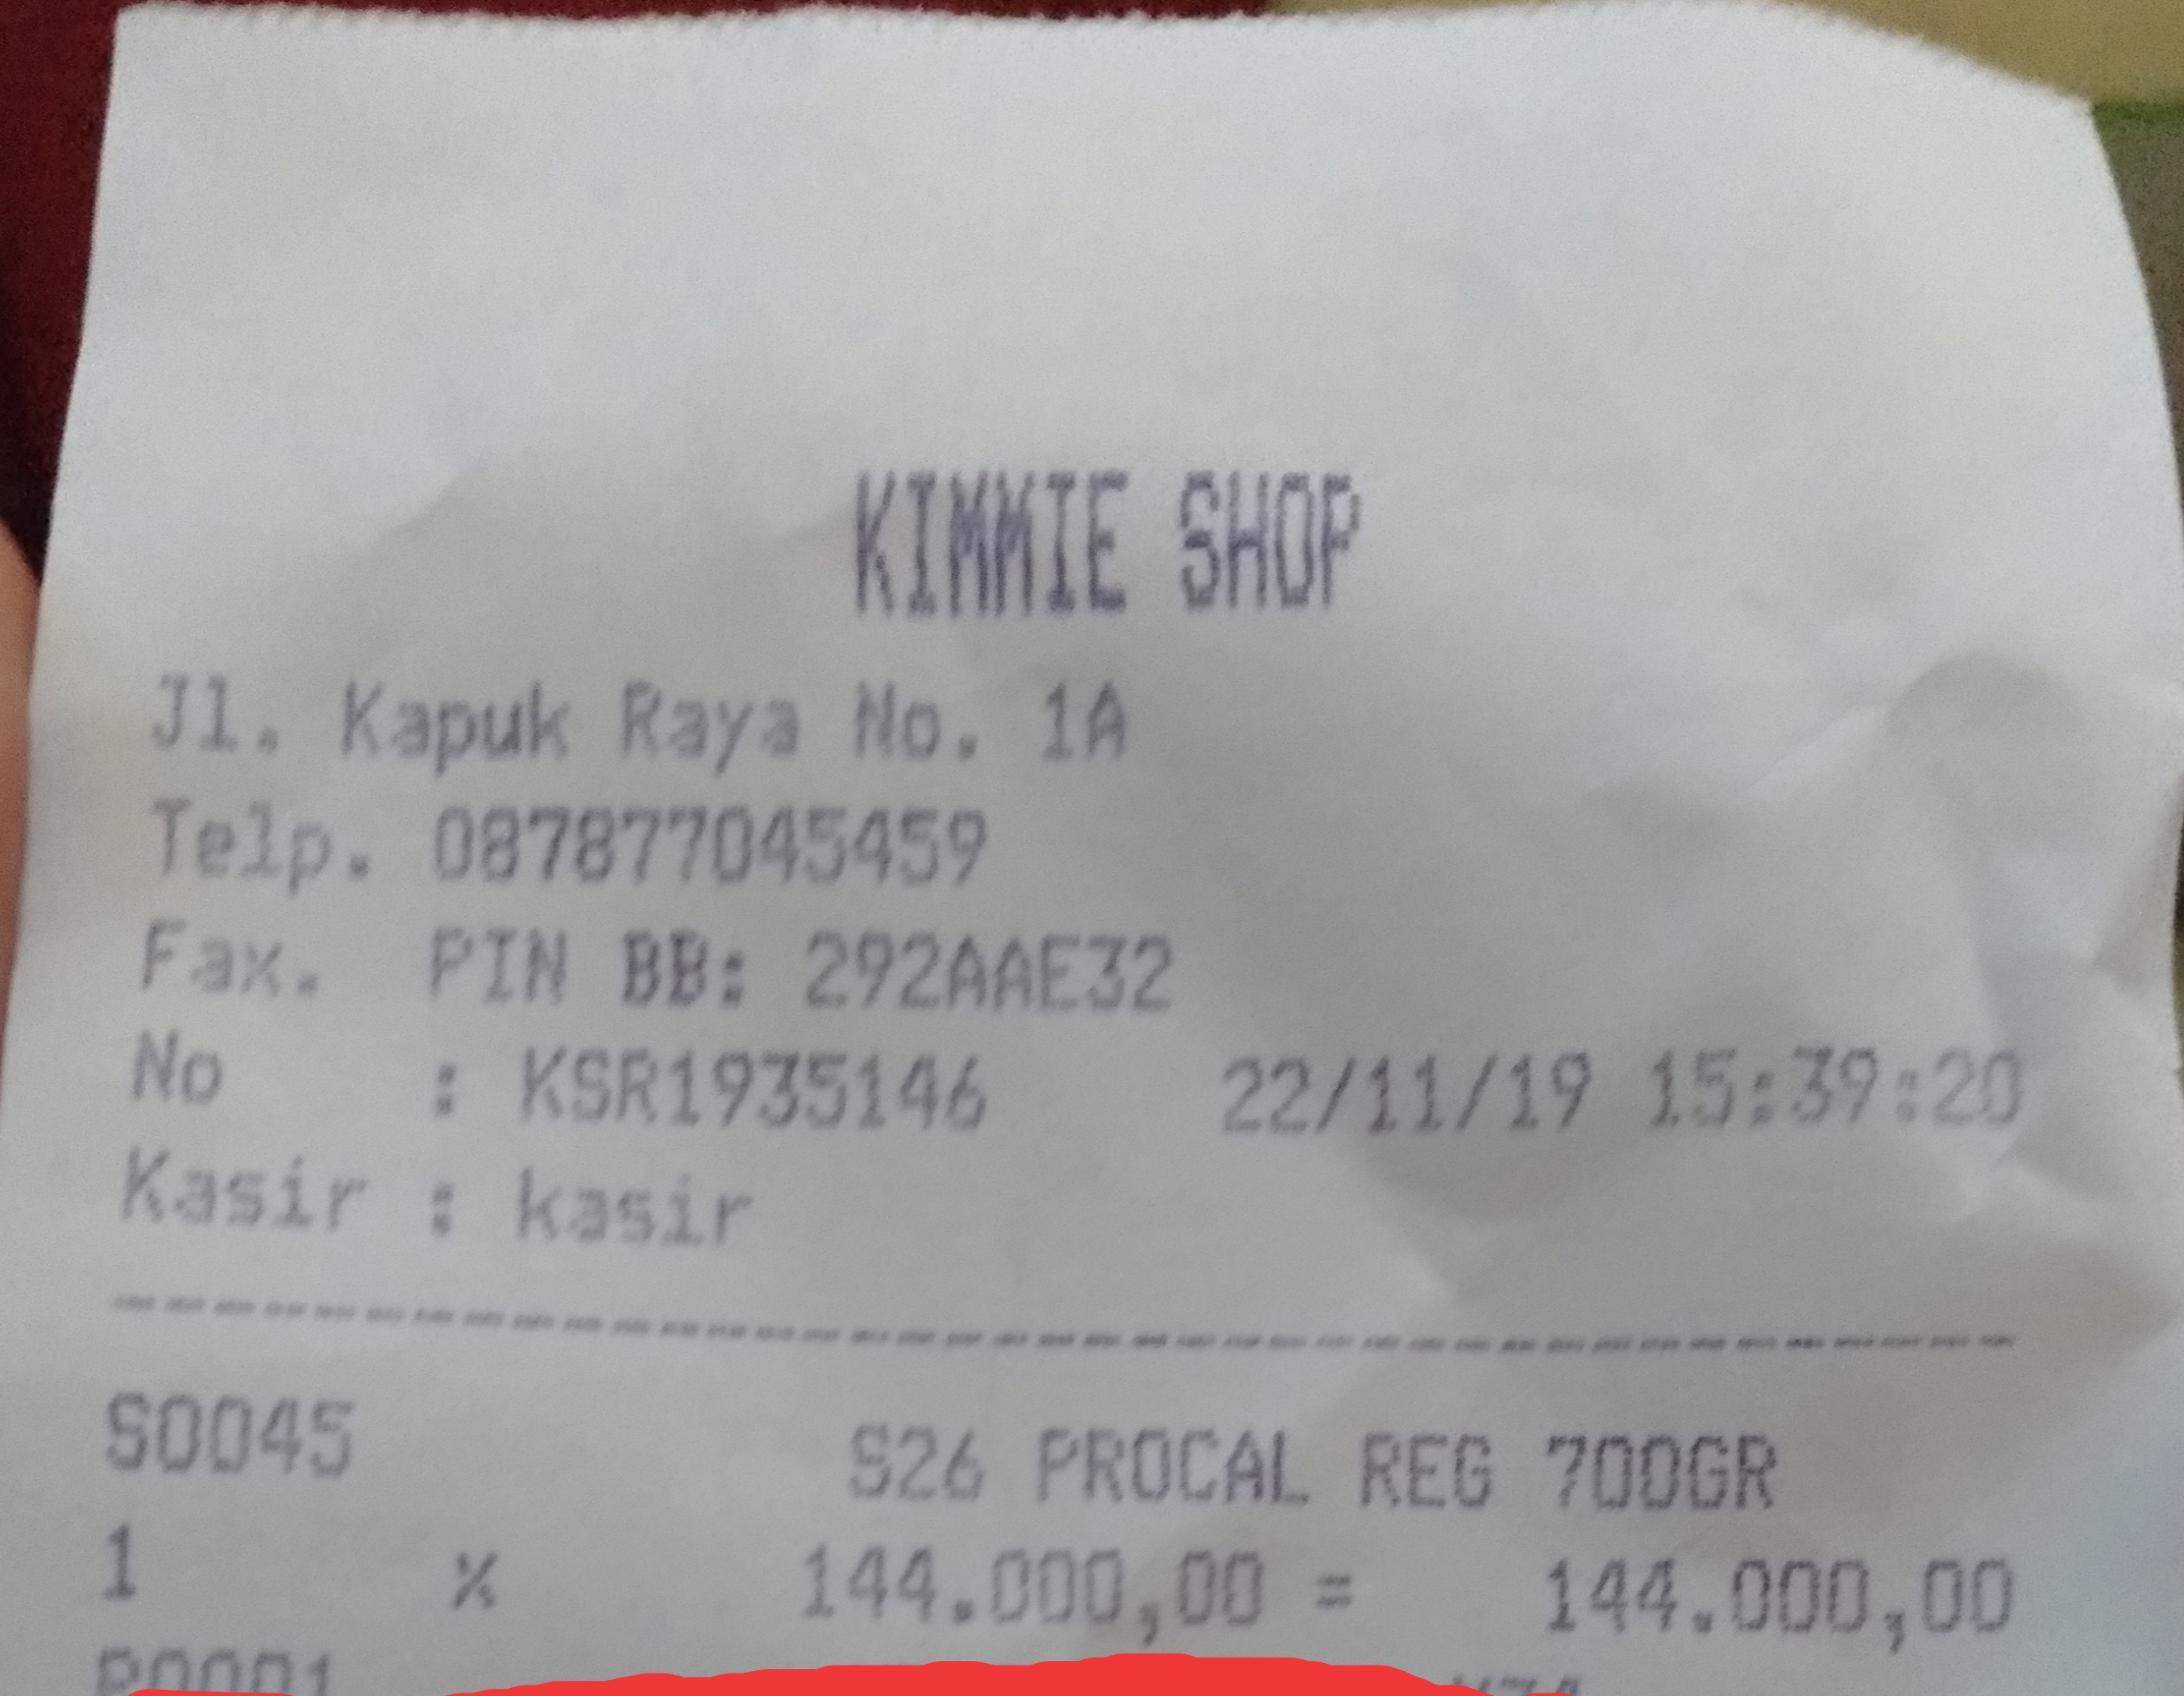 KIMMIE SHOP
Jl. Kapuk Raya No. 1A
Telp. 087877045459
Fax. PIN BB: 292AAE32
No : KSR1935146 22/11/19 15:39:20
Kasir : kasir
S0045 S26 PROCAL REG 700GR
1 x 144.000,00 = 144.000,00
P0001